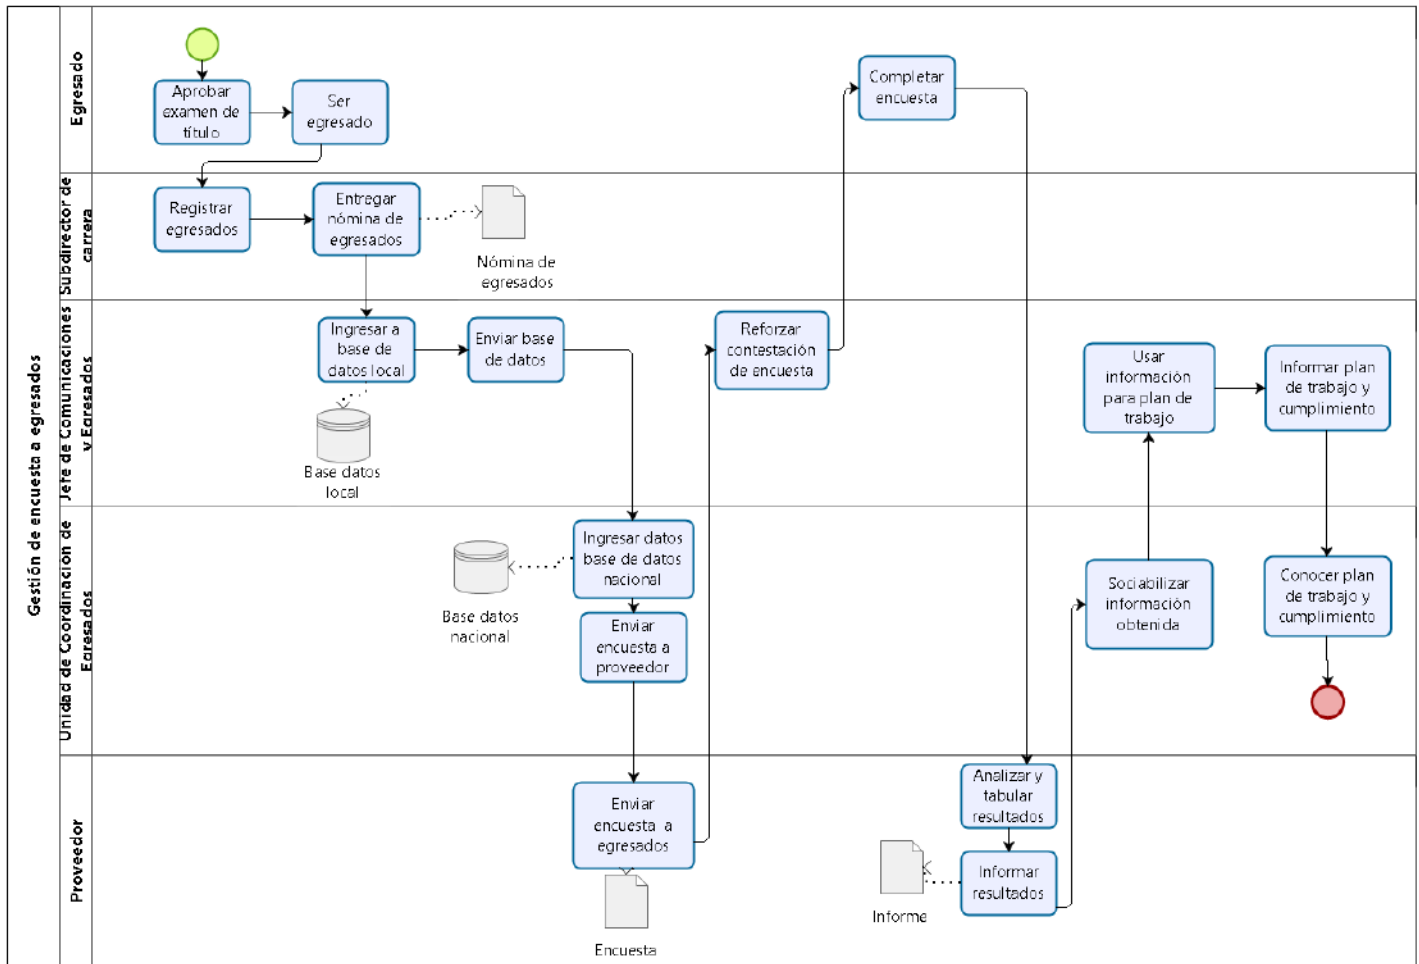 Gestión de encuesta a egresados
Egresado
Aprobar
examen de
título
Ser
egresado
Completar
encuesta
Subdirector de
carrera
Registrar
egresados
Entregar
nómina de
egresados
Nómina de
egresados
Jefe de Comunicaciones
y Egresados
Ingresar a
base de
datos local
Enviar base
de datos
Base datos
local
Reforzar
contestación
de encuesta
Usar
información
para plan de
trabajo
Informar plan
de trabajo y
cumplimiento
Unidad de Coordinación de
Egresados
Ingresar datos
base de datos
nacional
Base datos
nacional
Enviar
encuesta a
proveedor
Sociabilizar
información
obtenida
Conocer plan
de trabajo y
cumplimiento
Proveedor
Enviar
encuesta a
egresados
Encuesta
Analizar y
tabular
resultados
Informar
resultados
Informe